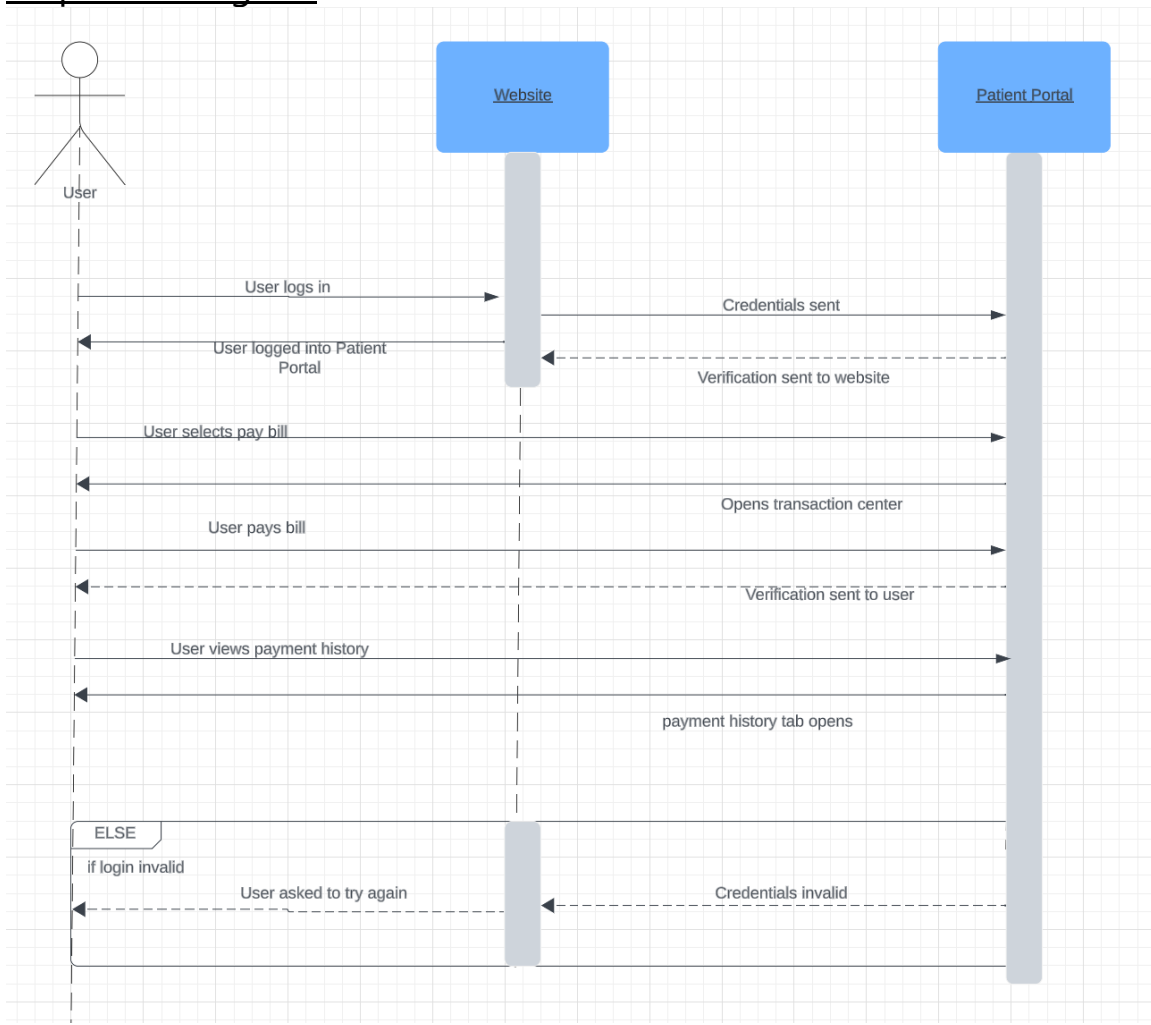 Website
Patient Portal
User
User logs in
Credentials sent
User logged into Patient
Portal
Verification sent to website
User selects pay bill
Opens transaction center
User pays bill
Verification sent to user
User views payment history
payment history tab opens
ELSE
if login invalid
User asked to try again
Credentials invalid